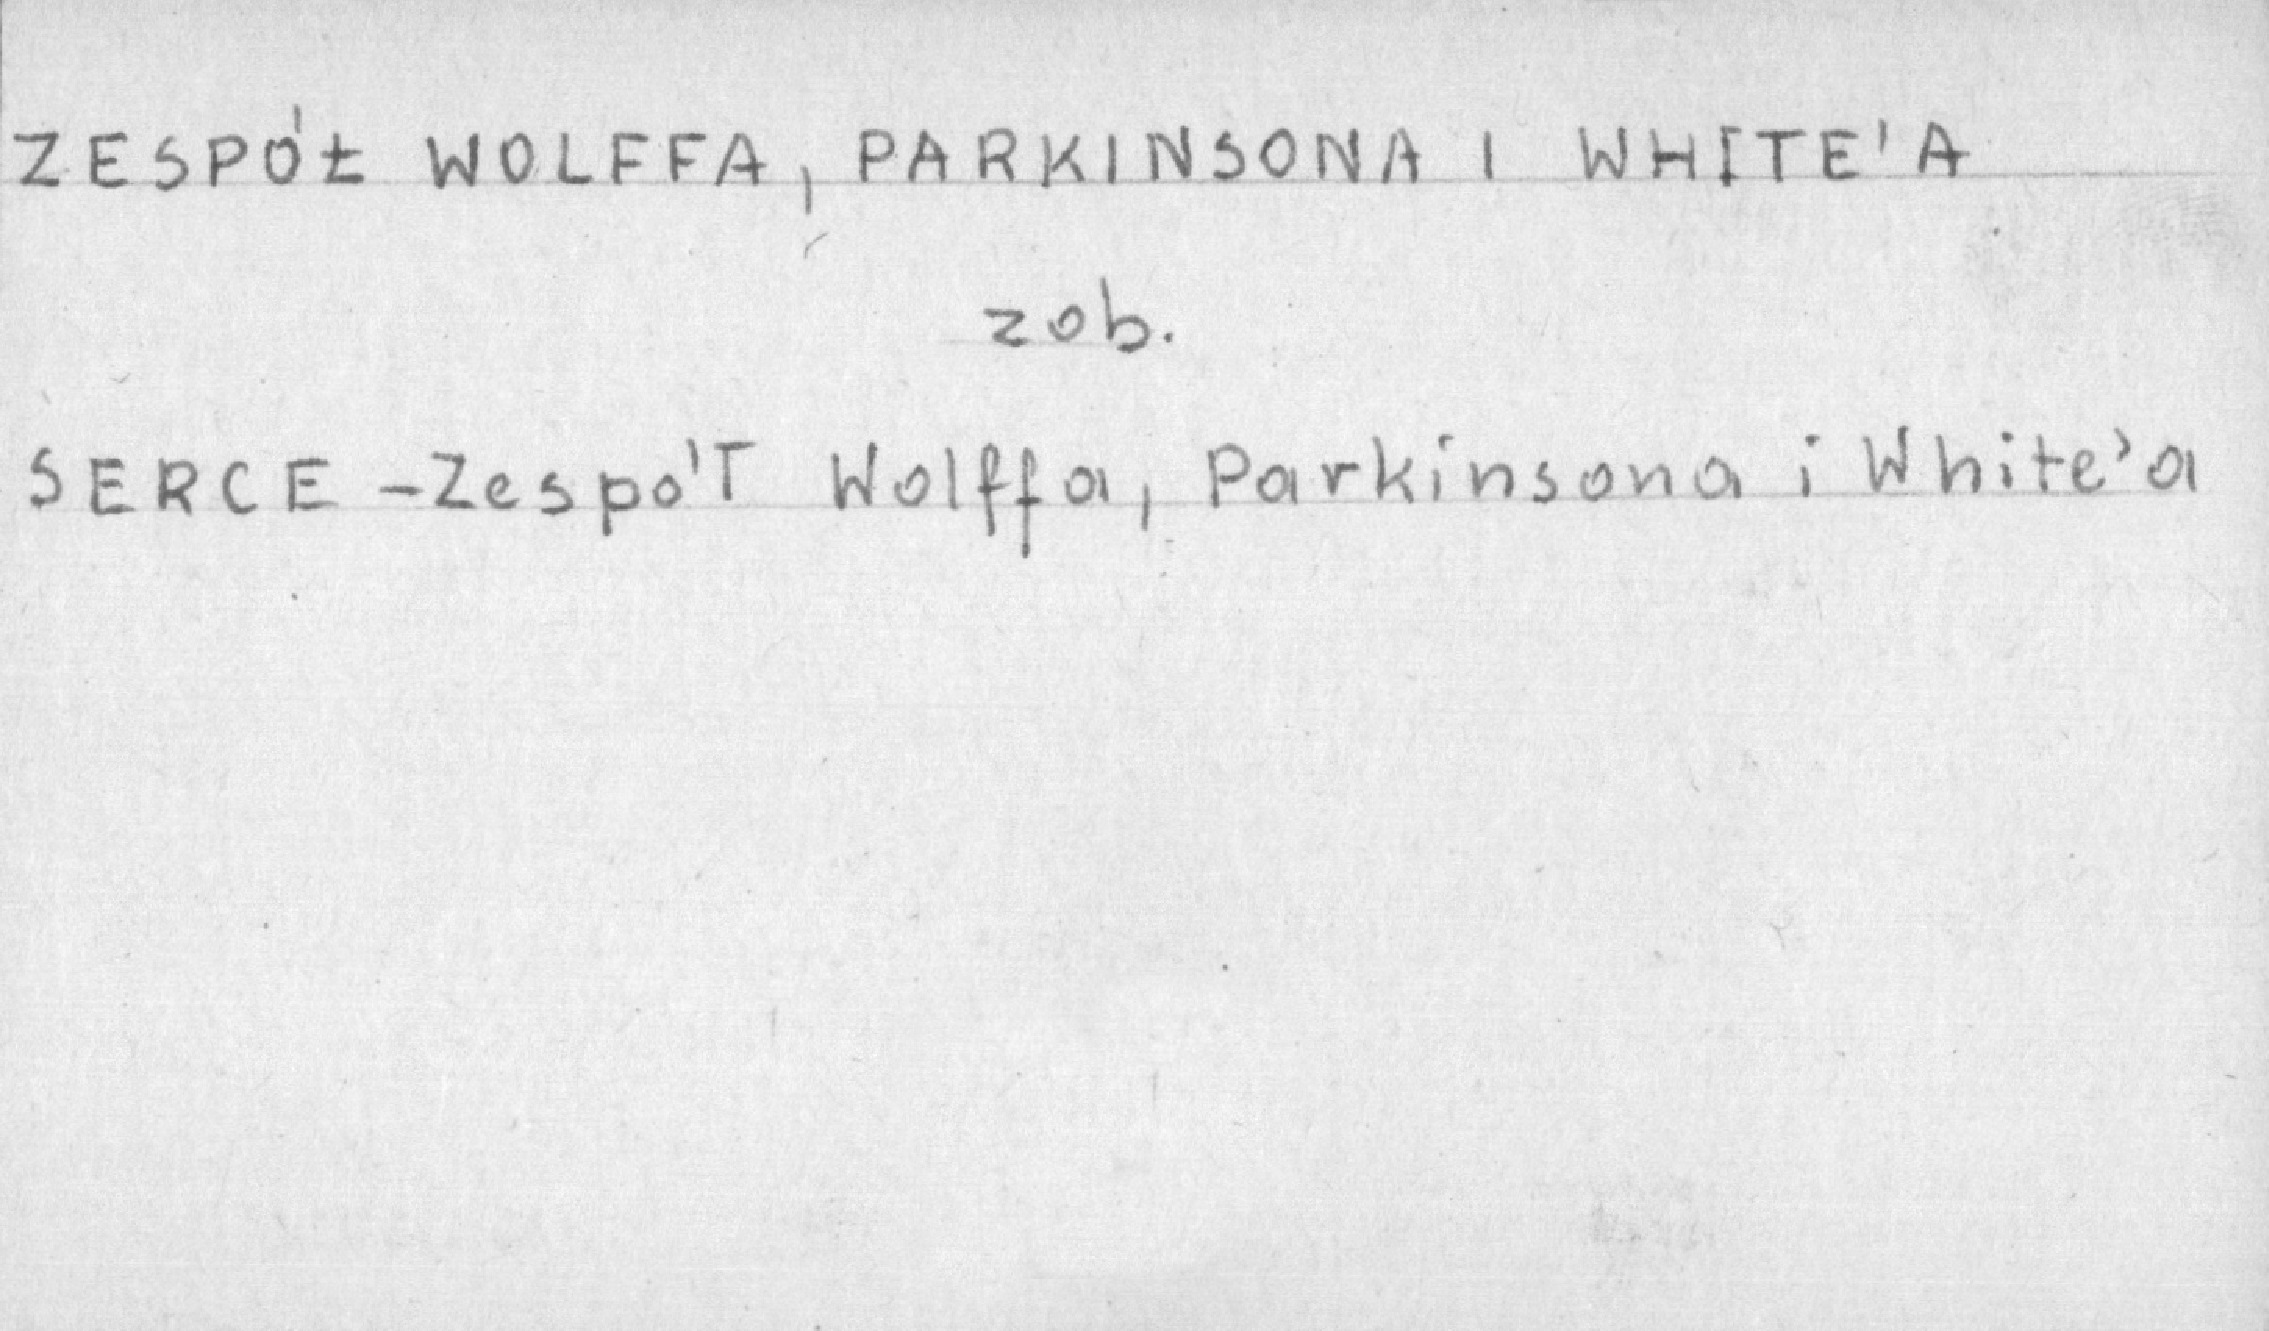 ZESPÓŁ WOLFFA, PARKINSONA I WHITE'A
zob.
SERCE - Zespół Wolffa, Parkinsona i White'a